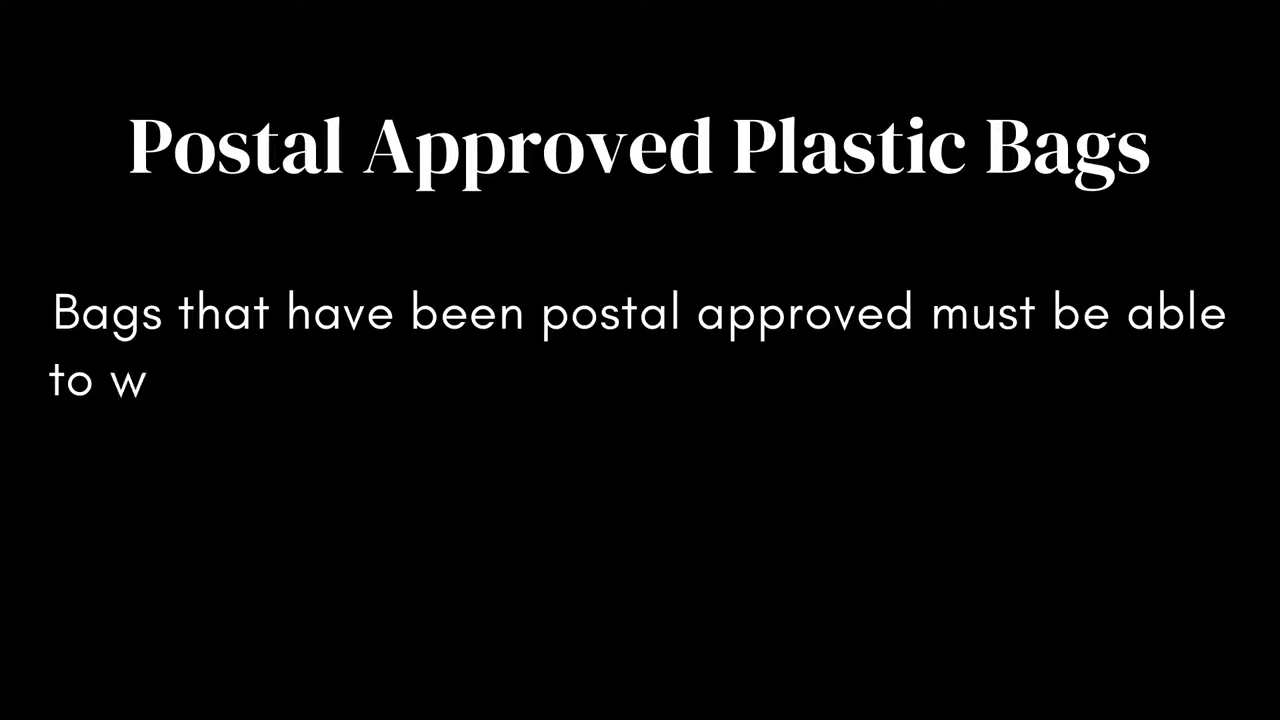 Postal Approved Plastic Bags
Bags that have been postal approved must be able
to w